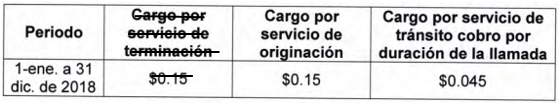 Periodo
Cargo por
servicio de
terminación
Cargo por
servicio de
originación
Cargo por servicio de
tránsito cobro por
duración de la llamada
1-ene. a 31
dic. de 2018
$0.15
$0.15
$0.045